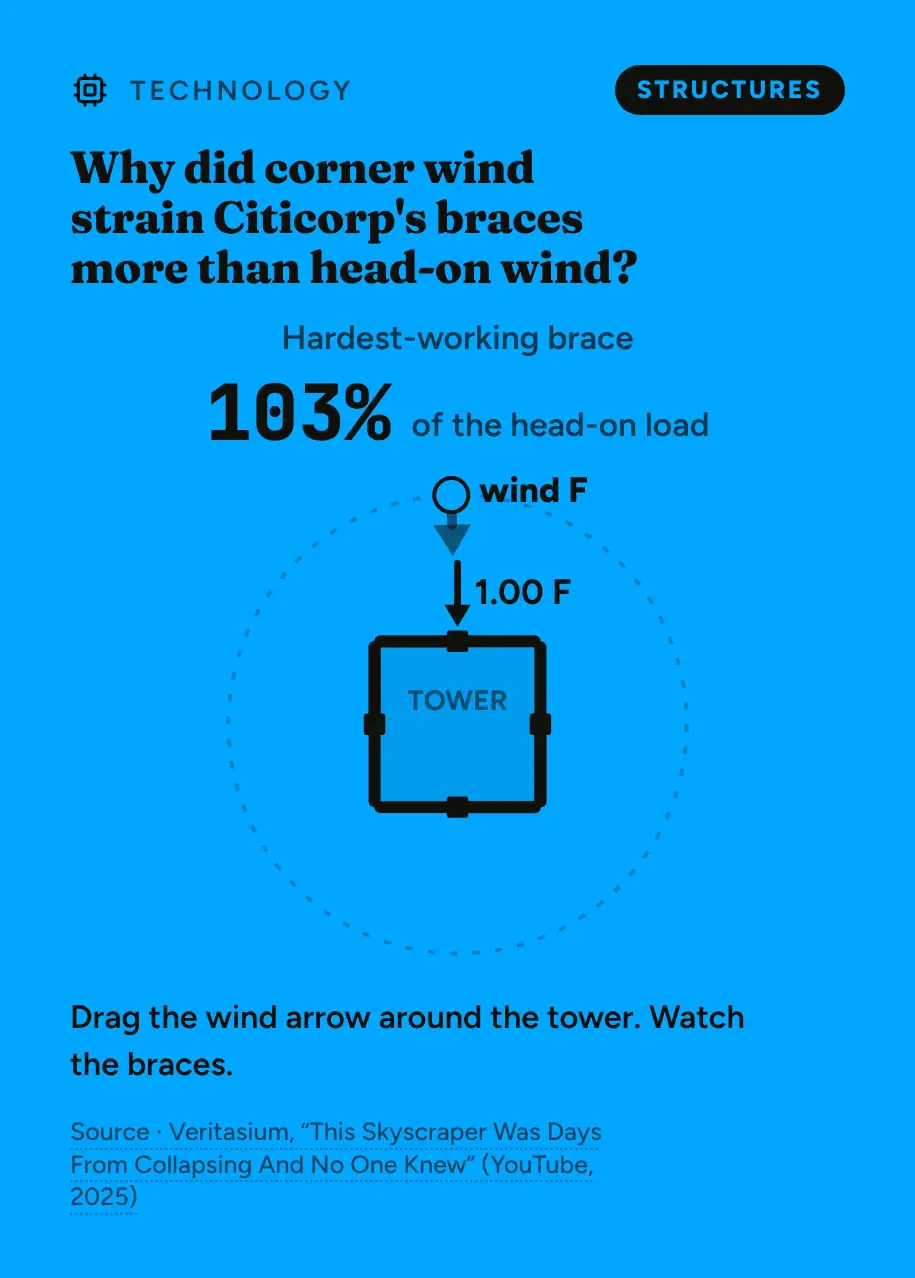 TECHNOLOGY
STRUCTURES
Why did corner wind
strain Citicorp's braces
more than head-on wind?
Hardest-working brace
103% of the head-on load
wind F
1.00 F
TOWER
Drag the wind arrow around the tower. Watch
the braces.
Source · Veritasium, “This Skyscraper Was Days
From Collapsing And No One Knew” (YouTube,
2025)